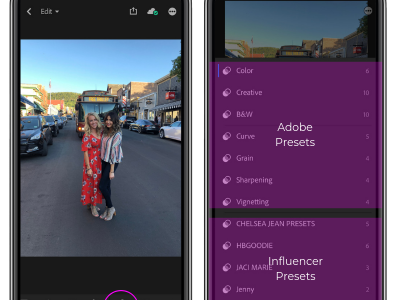 Edit
Color 6
Creative 10
B&W 10
Curve 5
Grain 4
Sharpening 4
Vignetting 4
Adobe
Presets
CHELSEA JEAN PRESETS 5
HBGOODIE 6
JACI MARIE 3
Jenny 2
Influencer
Presets